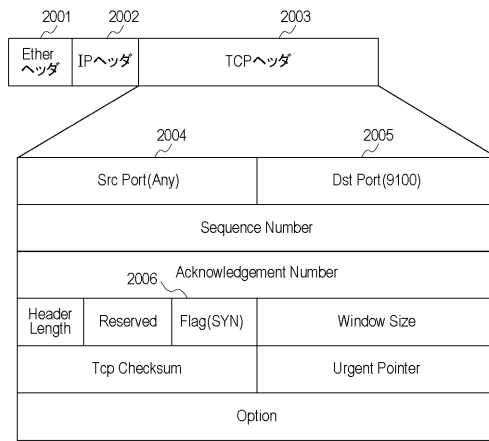 2001
2002
2003
Ether
ヘッダ
IPヘッダ
TCPヘッダ
2004
2005
Src Port(Any)
Dst Port(9100)
Sequence Number
Acknowledgement Number
2006
Header
Length
Reserved
Flag(SYN)
Window Size
Tcp Checksum
Urgent Pointer
Option